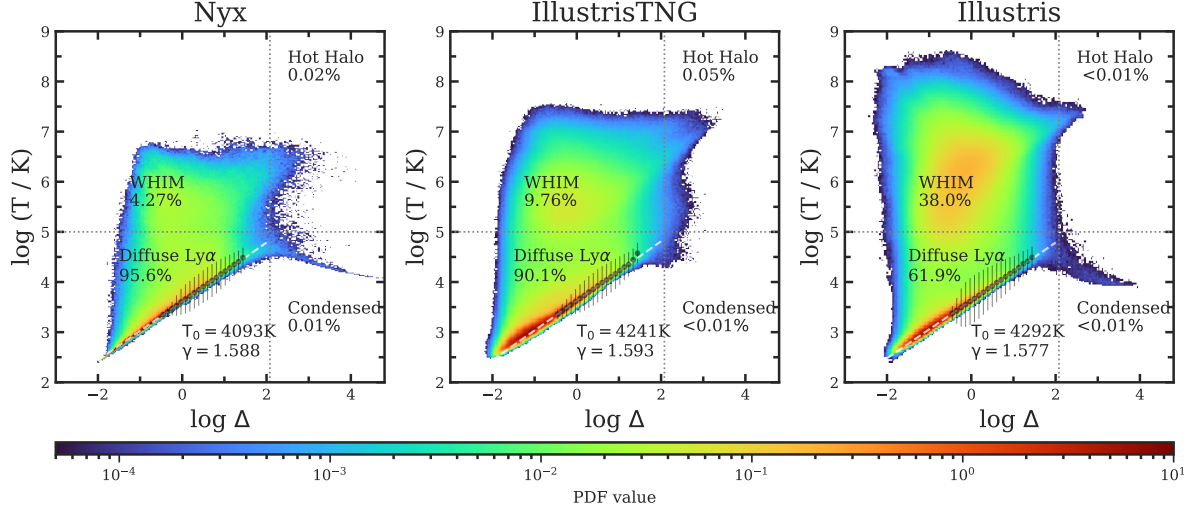 Nyx
IllustrisTNG
Illustris
log (T / K)
9
8
7
6
5
4
3
2
Hot Halo
0.02%
WHIM
4.27%
Diffuse Lyα
95.6%
Condensed
0.01%
T₀ = 4093K
γ = 1.588
−2
0
2
4
log Δ
log (T / K)
9
8
7
6
5
4
3
2
Hot Halo
0.05%
WHIM
9.76%
Diffuse Lyα
90.1%
Condensed
<0.01%
T₀ = 4241K
γ = 1.593
−2
0
2
4
log Δ
log (T / K)
9
8
7
6
5
4
3
2
Hot Halo
<0.01%
WHIM
38.0%
Diffuse Lyα
61.9%
Condensed
<0.01%
T₀ = 4292K
γ = 1.577
−2
0
2
4
log Δ
10⁻⁴
10⁻³
10⁻²
10⁻¹
10⁰
10¹
PDF value